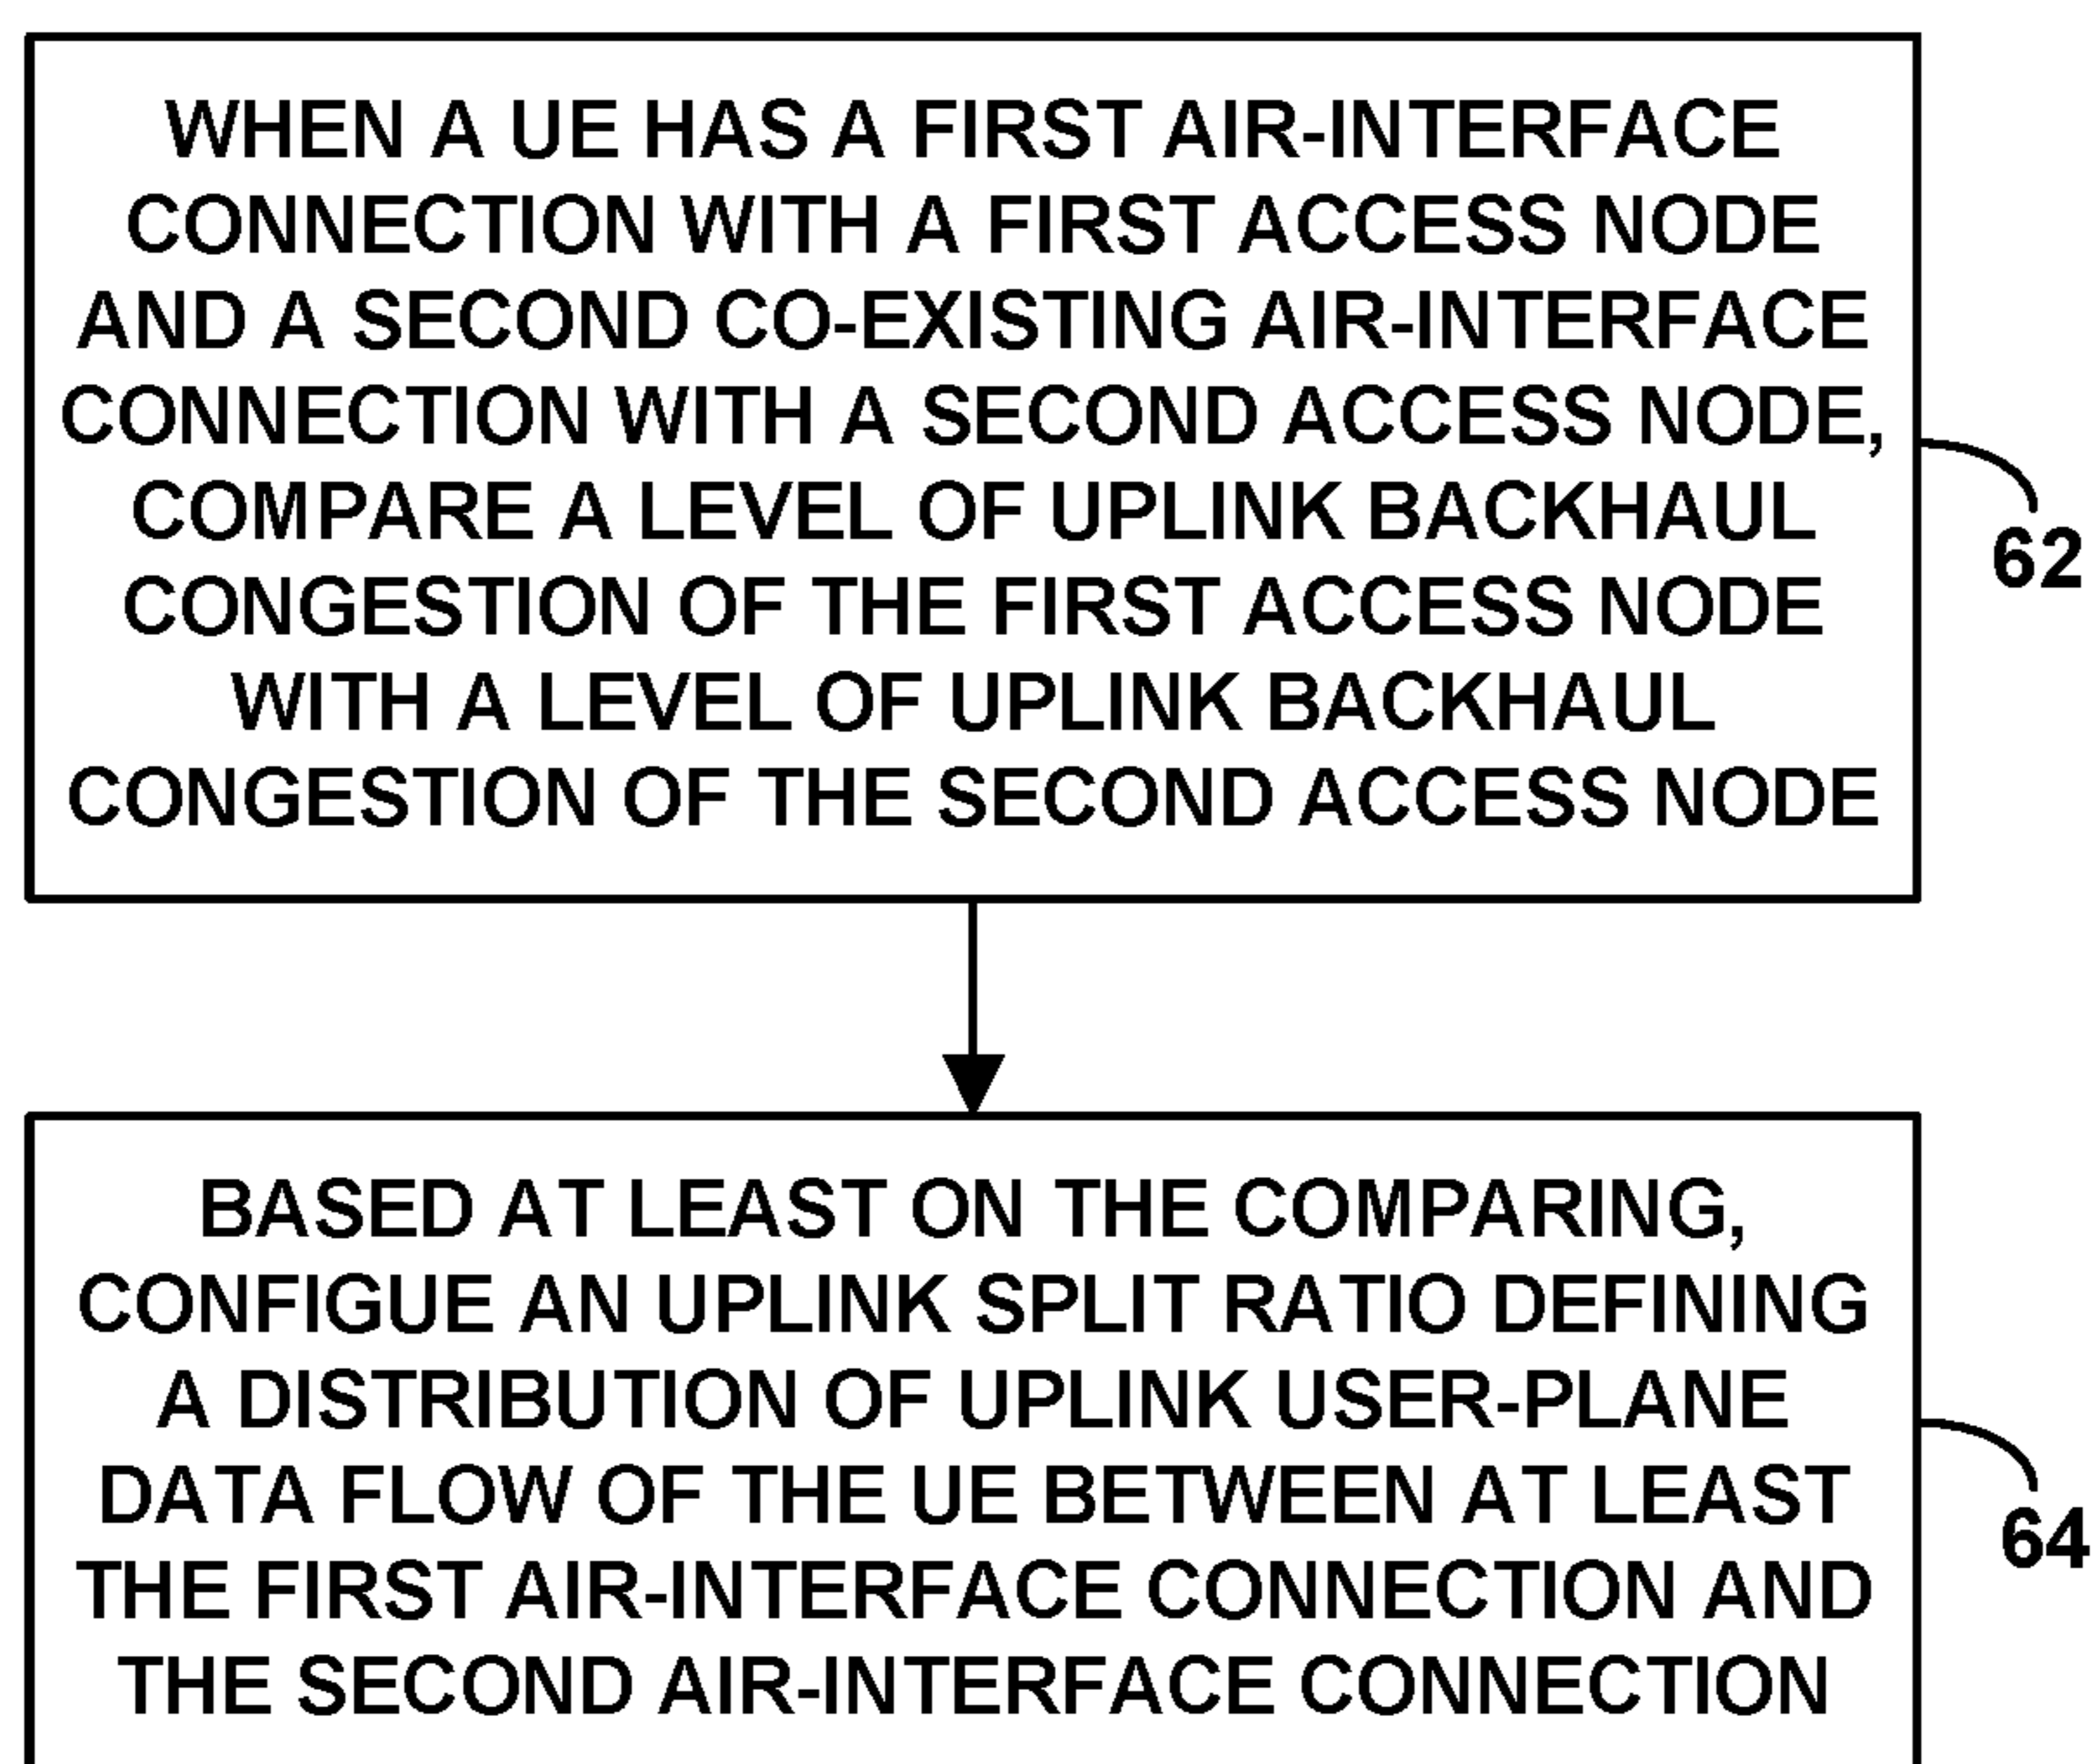 WHEN A UE HAS A FIRST AIR-INTERFACE
CONNECTION WITH A FIRST ACCESS NODE
AND A SECOND CO-EXISTING AIR-INTERFACE
CONNECTION WITH A SECOND ACCESS NODE,
COMPARE A LEVEL OF UPLINK BACKHAUL
CONGESTION OF THE FIRST ACCESS NODE
WITH A LEVEL OF UPLINK BACKHAUL
CONGESTION OF THE SECOND ACCESS NODE
62
BASED AT LEAST ON THE COMPARING,
CONFIGUE AN UPLINK SPLIT RATIO DEFINING
A DISTRIBUTION OF UPLINK USER-PLANE
DATA FLOW OF THE UE BETWEEN AT LEAST
THE FIRST AIR-INTERFACE CONNECTION AND
THE SECOND AIR-INTERFACE CONNECTION
64